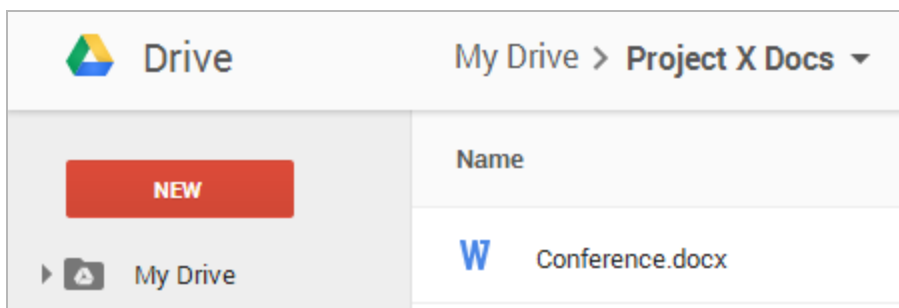 Drive
My Drive > Project X Docs
NEW
My Drive
Name
W Conference.docx